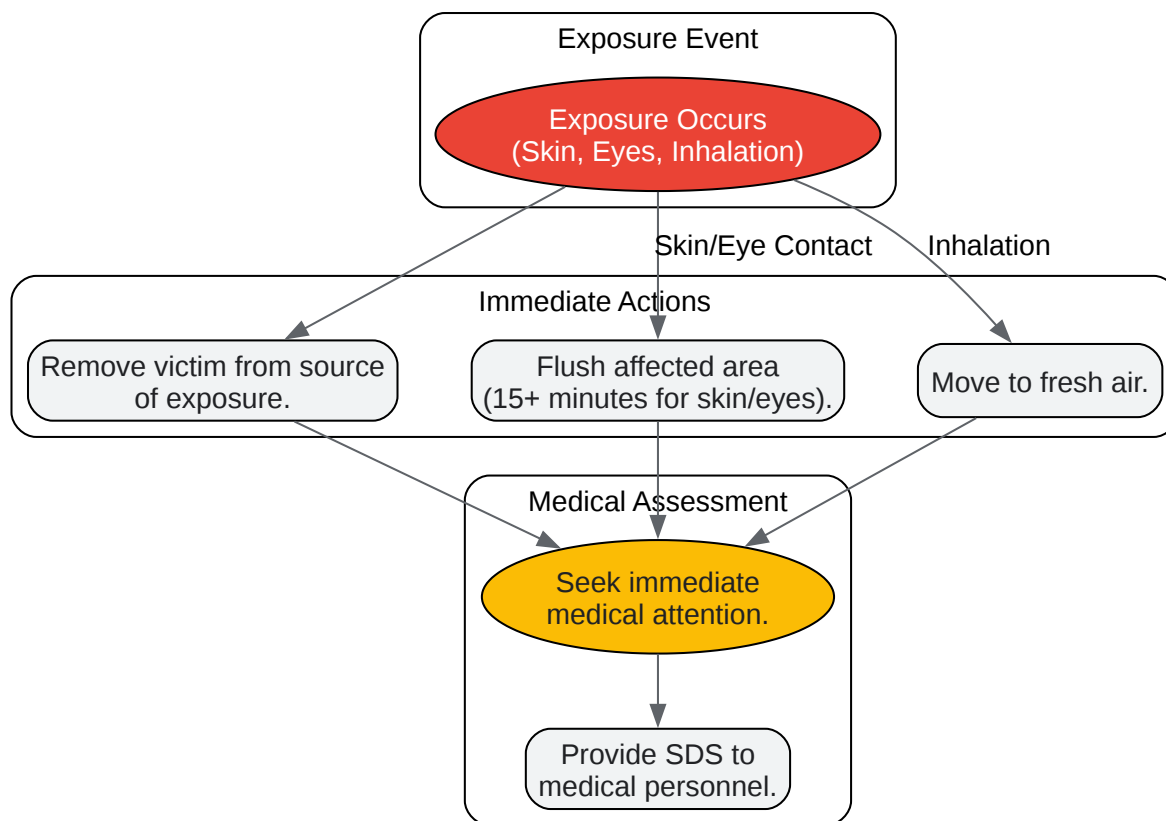 Exposure Event
Exposure Occurs
(Skin, Eyes, Inhalation)
Skin/Eye Contact
Inhalation
Immediate Actions
Remove victim from source
of exposure.
Flush affected area
(15+ minutes for skin/eyes).
Move to fresh air.
Medical Assessment
Seek immediate
medical attention.
Provide SDS to
medical personnel.